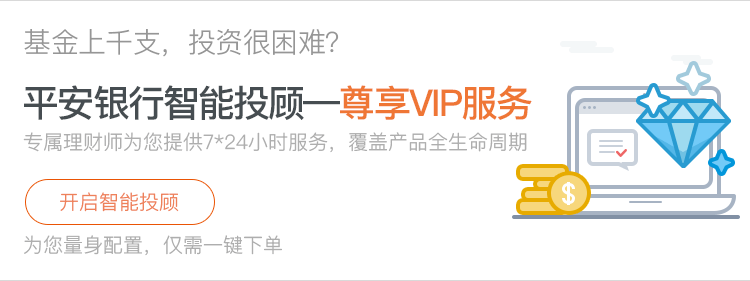 基金上千支，投资很困难？
平安银行智能投顾—尊享VIP服务
专属理财师为您提供7*24小时服务，覆盖产品全生命周期
开启智能投顾
为您量身配置，仅需一键下单
$